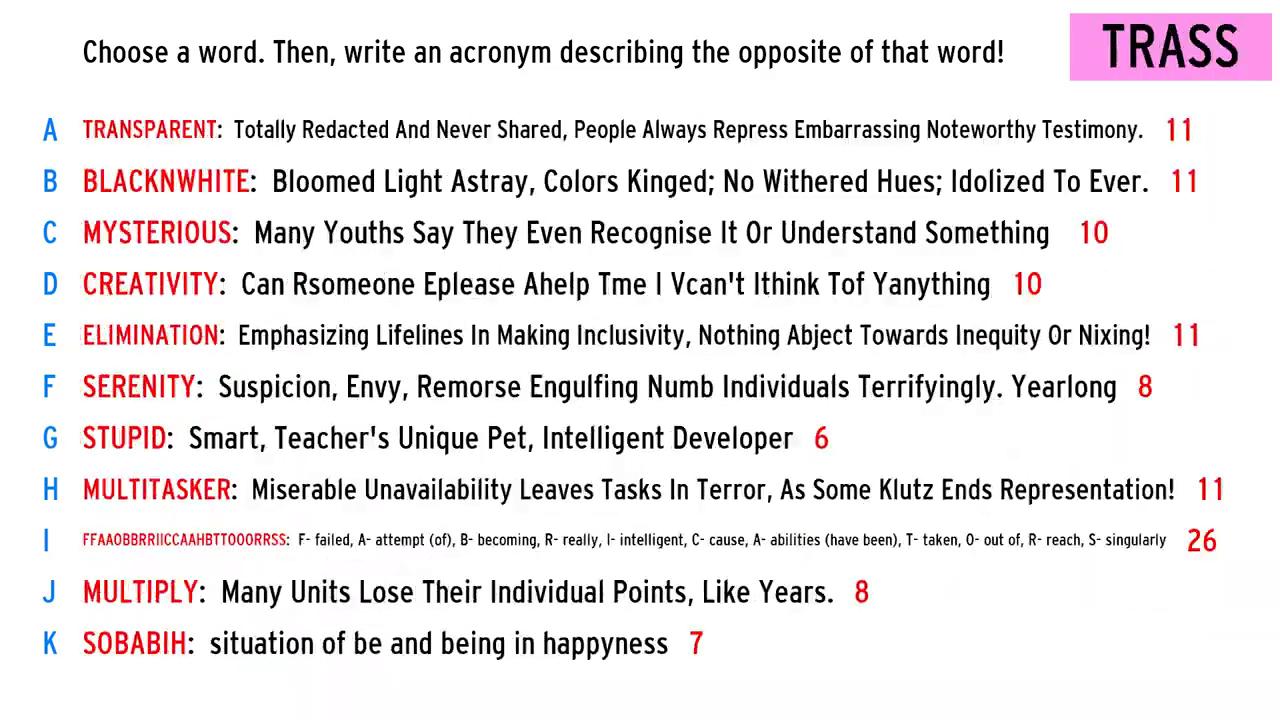 Choose a word. Then, write an acronym describing the opposite of that word!
TRASS
A TRANSPARENT: Totally Redacted And Never Shared, People Always Repress Embarrassing Noteworthy Testimony. 11
B BLACKNWHITE: Bloomed Light Astray, Colors Kinged; No Withered Hues; Idolized To Ever. 11
C MYSTERIOUS: Many Youths Say They Even Recognise It Or Understand Something 10
D CREATIVITY: Can Rsomeone Eplease Ahelp Tme I Vcan't Ithink Tof Yanything 10
E ELIMINATION: Emphasizing Lifelines In Making Inclusivity, Nothing Abject Towards Inequity Or Nixing! 11
F SERENITY: Suspicion, Envy, Remorse Engulfing Numb Individuals Terrifyingly. Yearlong 8
G STUPID: Smart, Teacher's Unique Pet, Intelligent Developer 6
H MULTITASKER: Miserable Unavailability Leaves Tasks In Terror, As Some Klutz Ends Representation! 11
I FFAAOBBRRIICCAAHBTTOOORRSS: F- failed, A- attempt (of), B- becoming, R- really, I- intelligent, C- cause, A- abilities (have been), T- taken, O- out of, R- reach, S- singularly 26
J MULTIPLY: Many Units Lose Their Individual Points, Like Years. 8
K SOBABIH: situation of be and being in happyness 7